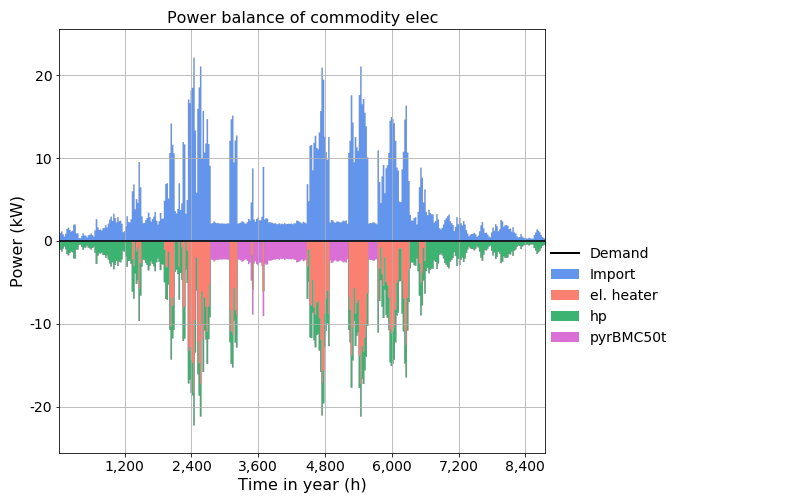 Power balance of commodity elec
Power (kW)
20
10
0
-10
-20
1,200
2,400
3,600
4,800
6,000
7,200
8,400
Time in year (h)
Demand
Import
el. heater
hp
pyrBMC50t